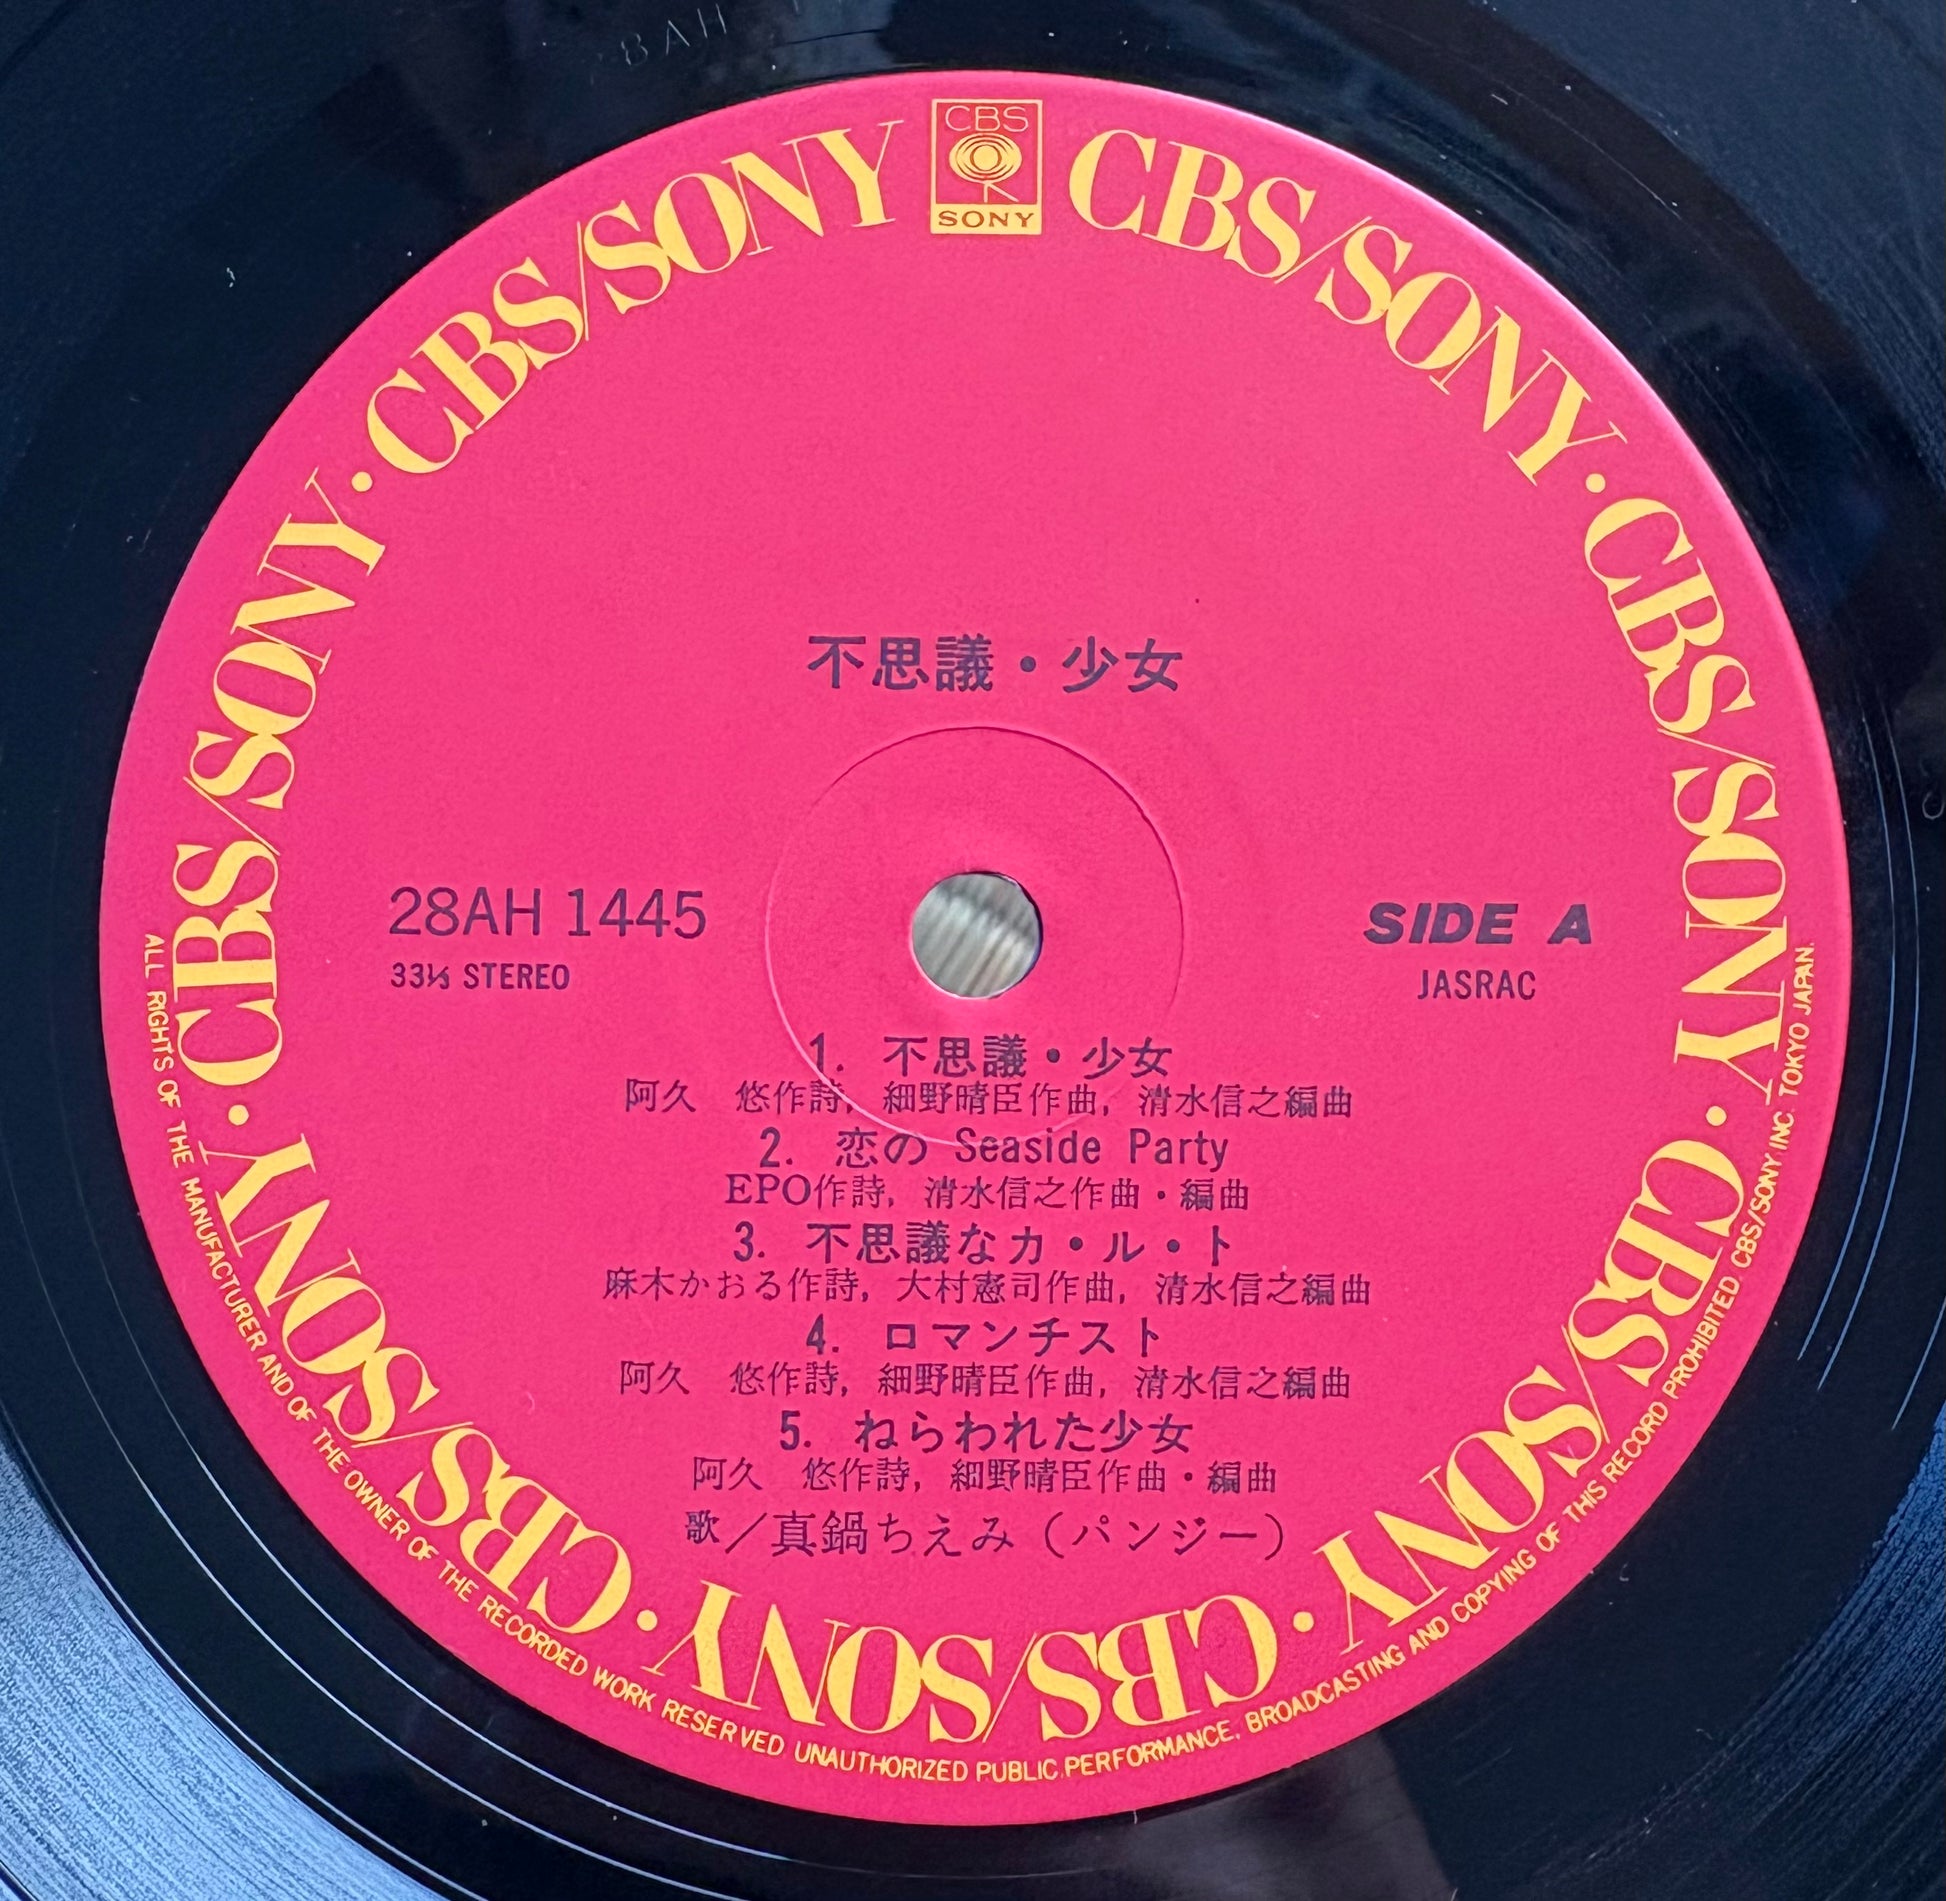 8AH
CBS
SONY
CBS/SONY・CBS/SONY・CBS/SONY・CBS/SONY・CBS/SONY・CBS/SONY・CBS/SONY
不思議・少女
28AH 1445
33⅓ STEREO
SIDE A
JASRAC
1. 不思議・少女
阿久 悠作詩, 細野晴臣作曲, 清水信之編曲
2. 恋の Seaside Party
EPO作詩, 清水信之作曲・編曲
3. 不思議なカ・ル・ト
麻木かおる作詩, 大村憲司作曲, 清水信之編曲
4. ロマンチスト
阿久 悠作詩, 細野晴臣作曲, 清水信之編曲
5. ねらわれた少女
阿久 悠作詩, 細野晴臣作曲・編曲
歌／真鍋ちえみ（パンジー）
ALL RIGHTS OF THE MANUFACTURER AND OF THE OWNER OF THE RECORDED WORK RESERVED UNAUTHORIZED PUBLIC PERFORMANCE, BROADCASTING AND COPYING OF THIS RECORD PROHIBITED CBS/SONY INC. TOKYO JAPAN.